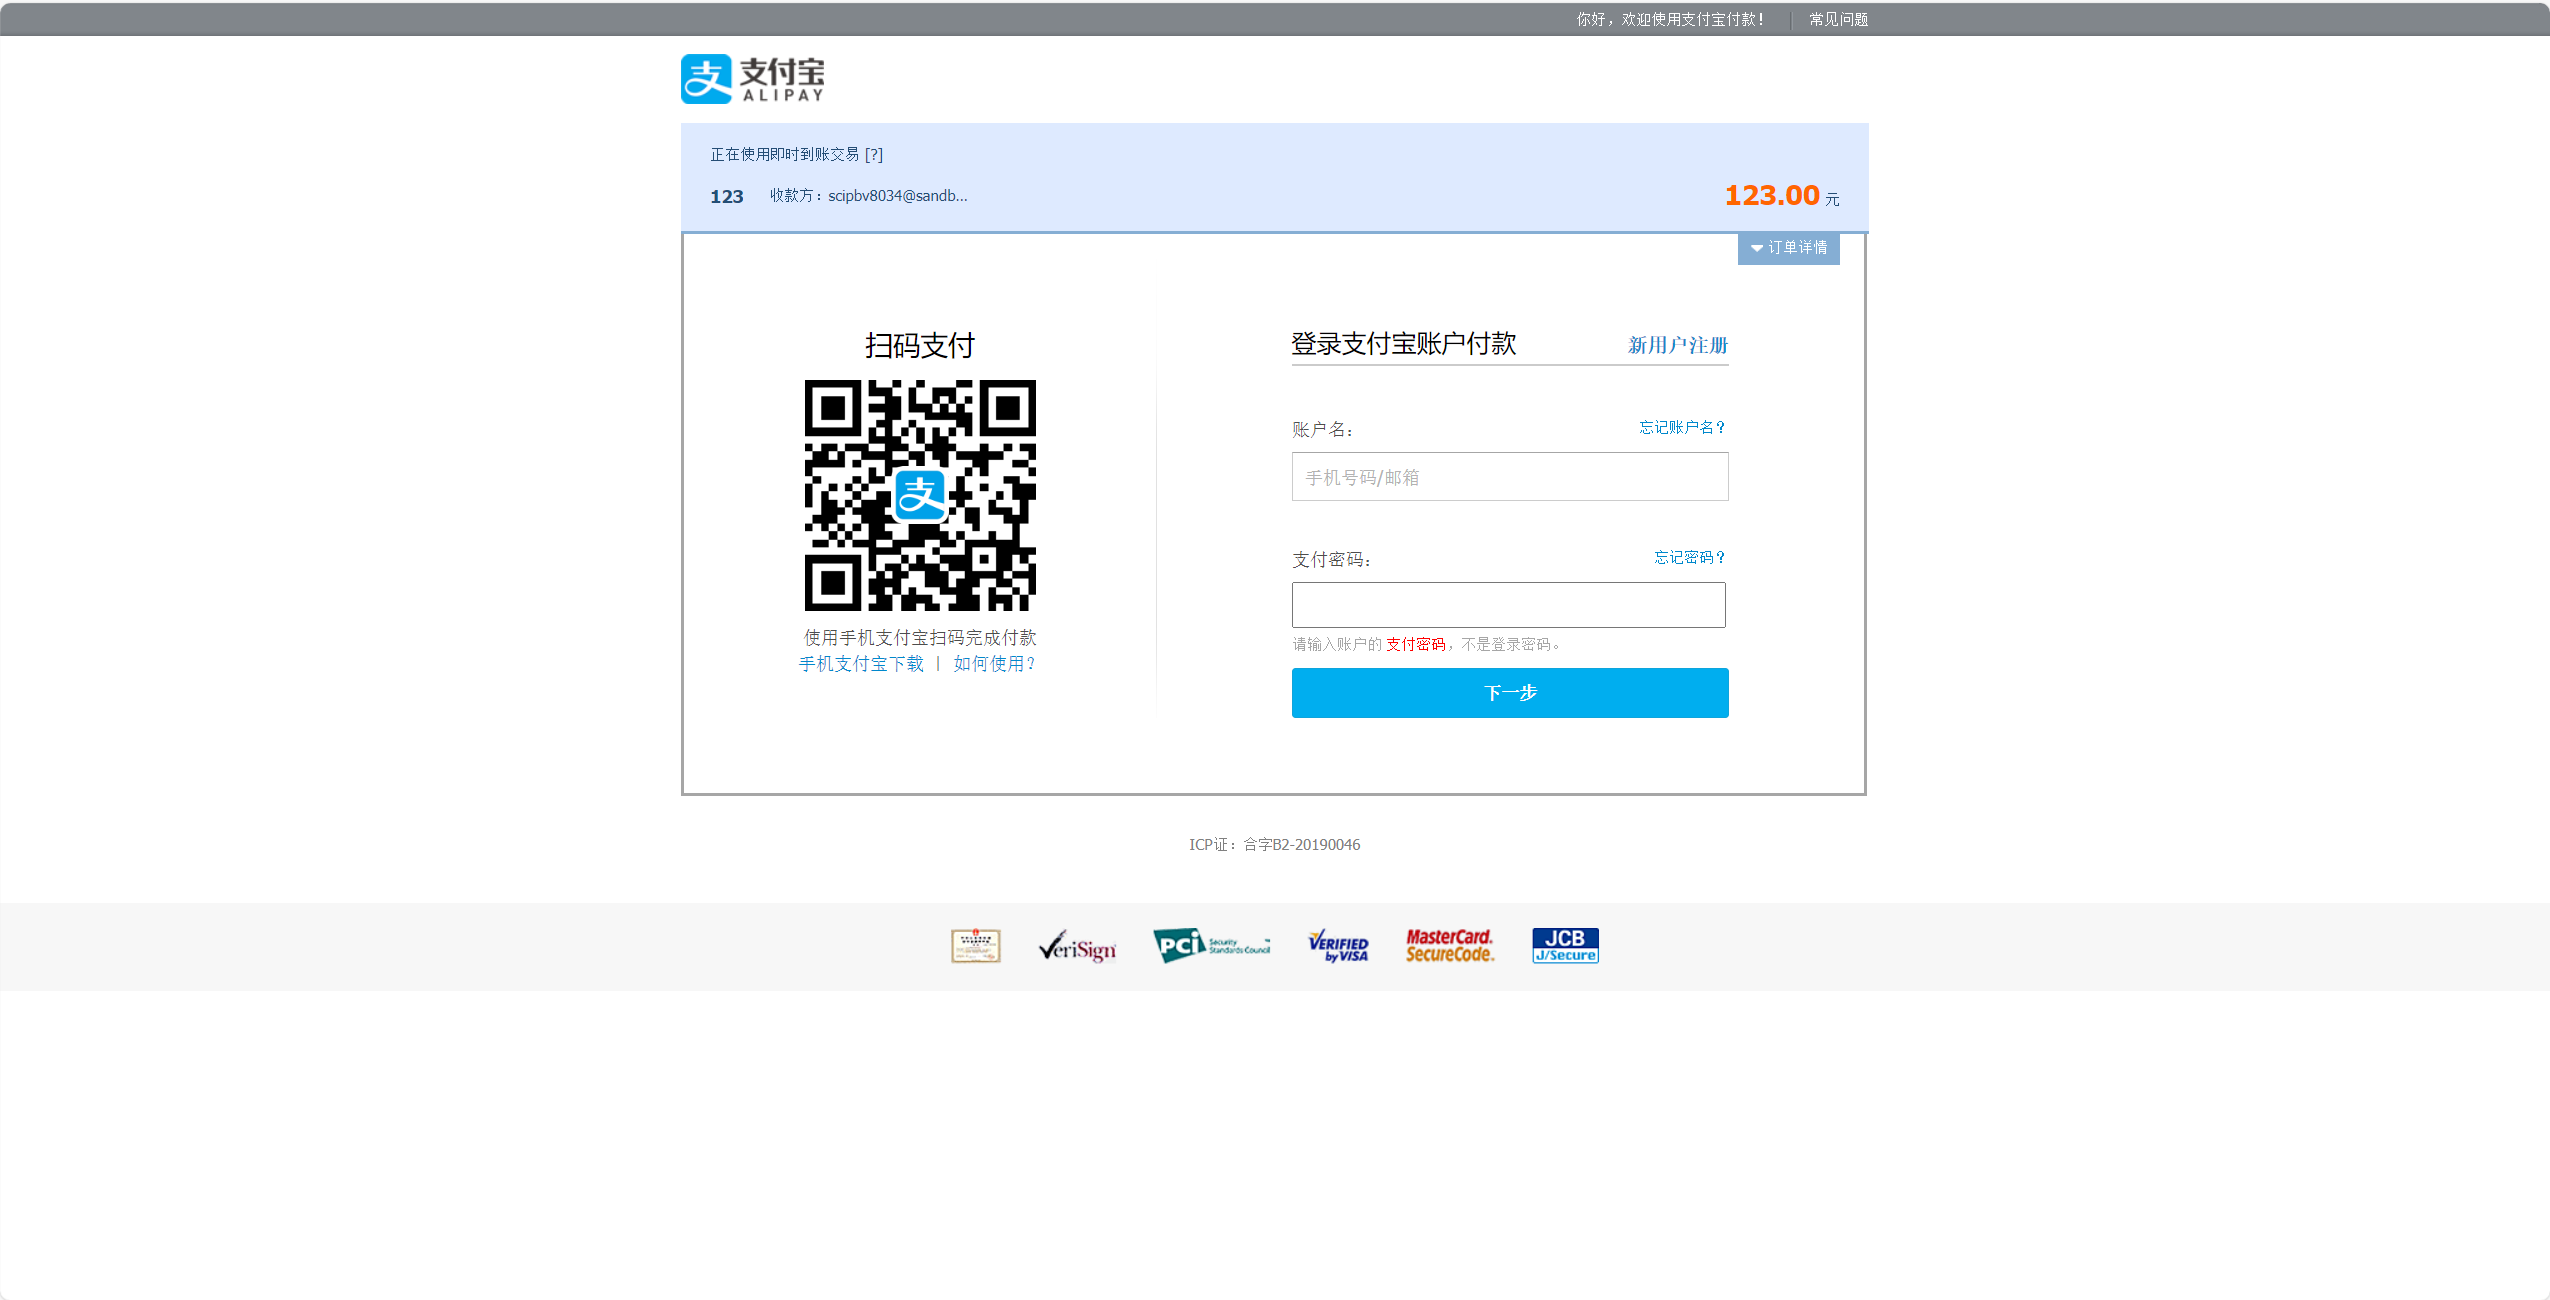 你好，欢迎使用支付宝付款！ 常见问题
支付宝
ALIPAY
正在使用即时到账交易 [?]
123 收款方：scipbv8034@sandb... 123.00 元
订单详情
扫码支付
使用手机支付宝扫码完成付款
手机支付宝下载 | 如何使用？
登录支付宝账户付款 新用户注册
账户名： 忘记账户名？
手机号码/邮箱
支付密码： 忘记密码？
请输入账户的 支付密码，不是登录密码。
下一步
ICP证：合字B2-20190046
VeriSign
PCI Security Standards Council
VERIFIED by VISA
MasterCard. SecureCode.
JCB J/Secure